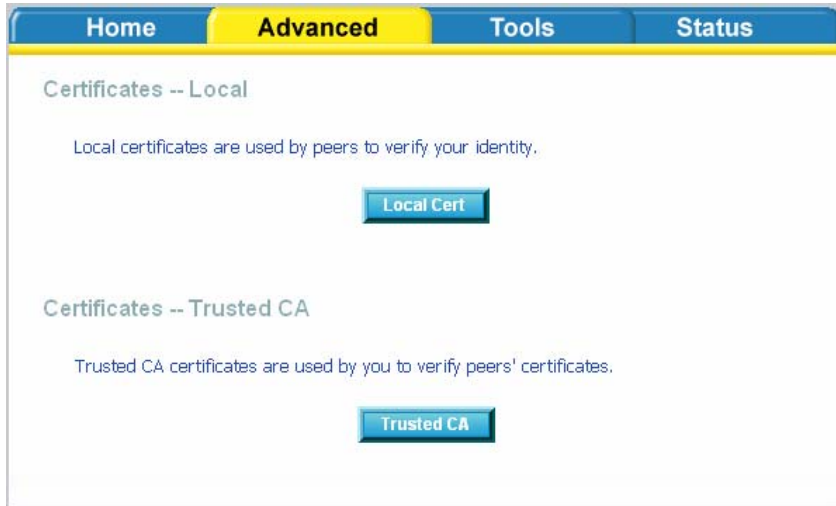 Home Advanced Tools Status
Certificates -- Local
Local certificates are used by peers to verify your identity.
Local Cert
Certificates -- Trusted CA
Trusted CA certificates are used by you to verify peers' certificates.
Trusted CA